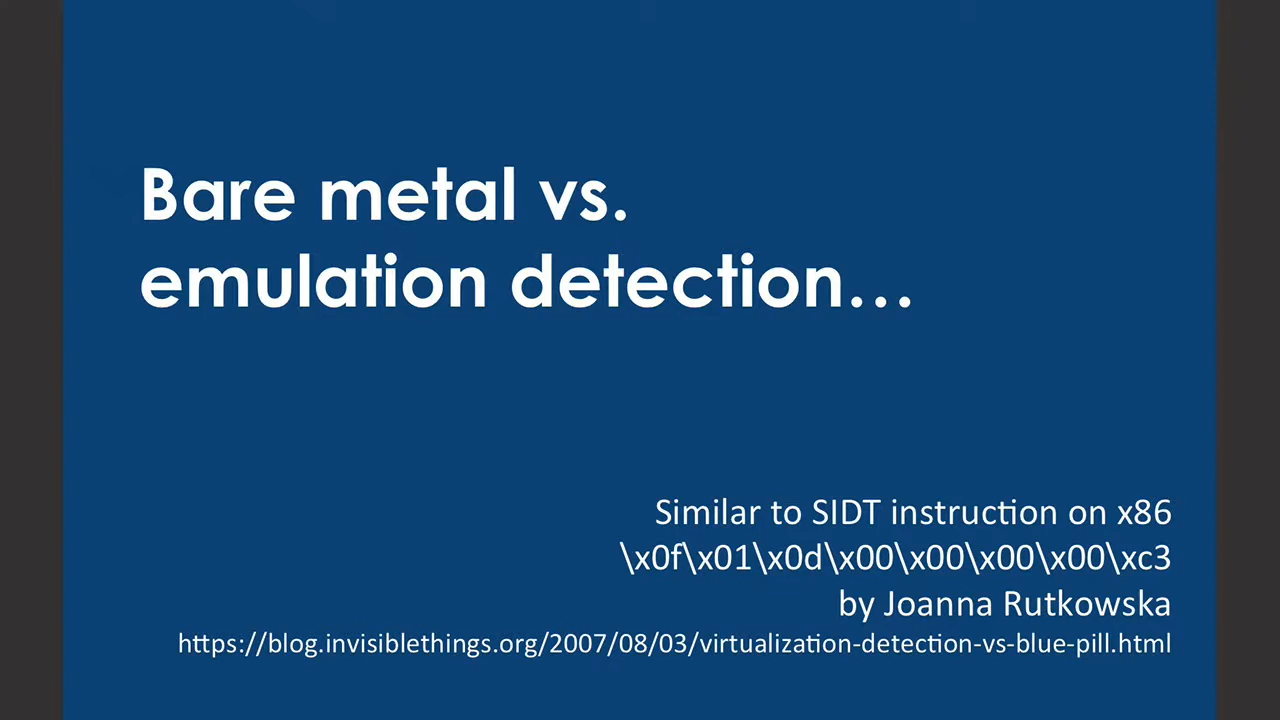 Bare metal vs.
emulation detection…
Similar to SIDT instruction on x86
\x0f\x01\x0d\x00\x00\x00\x00\xc3
by Joanna Rutkowska
https://blog.invisiblethings.org/2007/08/03/virtualization-detection-vs-blue-pill.html